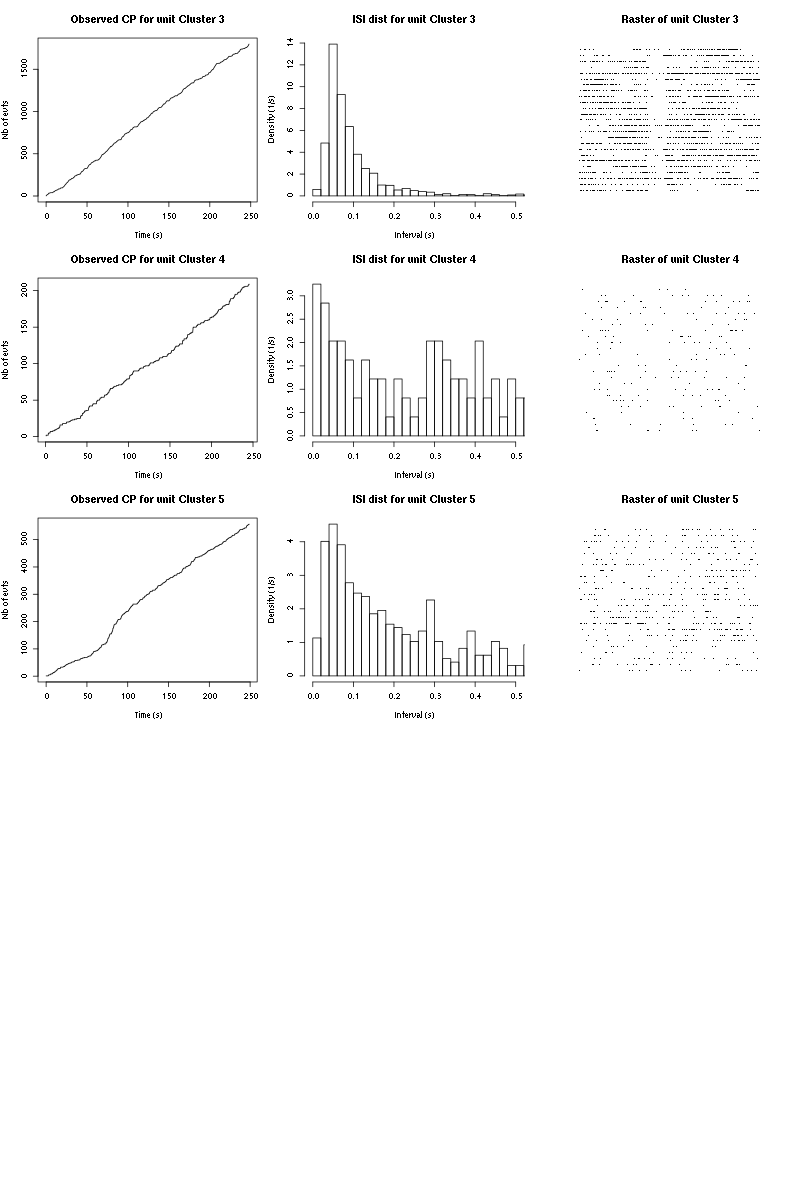 Observed CP for unit Cluster 3
ISI dist for unit Cluster 3
Raster of unit Cluster 3
Nb of evts
0
500
1000
1500
0 50 100 150 200 250
Time (s)
Density (1/s)
0 2 4 6 8 10 12 14
0.0 0.1 0.2 0.3 0.4 0.5
Interval (s)
Observed CP for unit Cluster 4
ISI dist for unit Cluster 4
Raster of unit Cluster 4
Nb of evts
0 50 100 150 200
0 50 100 150 200 250
Time (s)
Density (1/s)
0.0 0.5 1.0 1.5 2.0 2.5 3.0
0.0 0.1 0.2 0.3 0.4 0.5
Interval (s)
Observed CP for unit Cluster 5
ISI dist for unit Cluster 5
Raster of unit Cluster 5
Nb of evts
0 100 200 300 400 500
0 50 100 150 200 250
Time (s)
Density (1/s)
0 1 2 3 4
0.0 0.1 0.2 0.3 0.4 0.5
Interval (s)